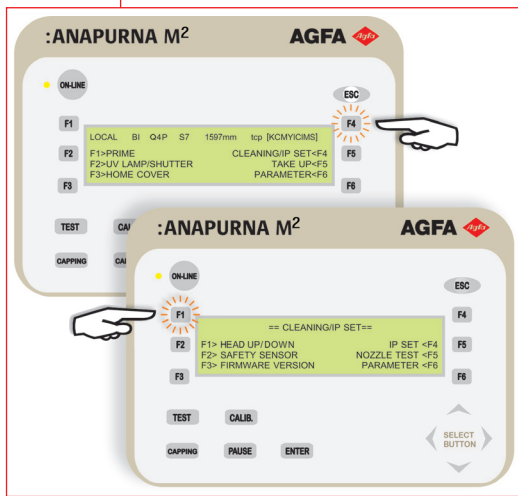 :ANAPURNA M2
AGFA
Agfa
ON-LINE
ESC
F1
F4
LOCAL BI Q4P S7 1597mm tcp [KCMYICIMS]
F1>PRIME CLEANING/IP SET<F4
F2>UV LAMP/SHUTTER TAKE UP<F5
F3>HOME COVER PARAMETER<F6
F2
F5
F3
F6
TEST
CAPPING
:ANAPURNA M2
AGFA
Agfa
ON-LINE
ESC
F1
F4
== CLEANING/IP SET==
F1> HEAD UP/DOWN IP SET <F4
F2> SAFETY SENSOR NOZZLE TEST <F5
F3> FIRMWARE VERSION PARAMETER <F6
F2
F5
F3
F6
TEST CALIB.
CAPPING PAUSE ENTER
SELECT
BUTTON